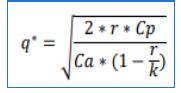 q* = √(2 * r * Cp / (Ca * (1 − r/k)))